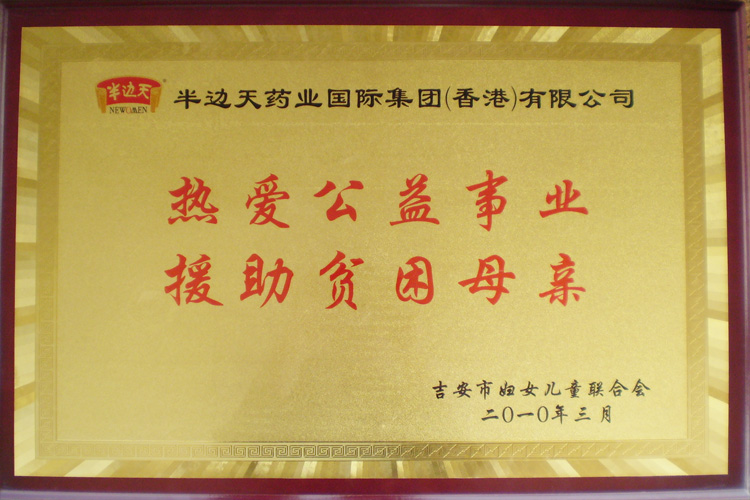 半边天
NEWOMEN
®
半边天药业国际集团(香港)有限公司
热爱公益事业
援助贫困母亲
吉安市妇女儿童联合会
二〇一〇年三月